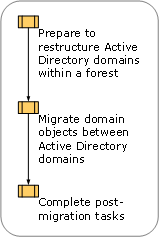 Prepare to
restructure Active
Directory domains
within a forest
Migrate domain
objects between
Active Directory
domains
Complete post-
migration tasks